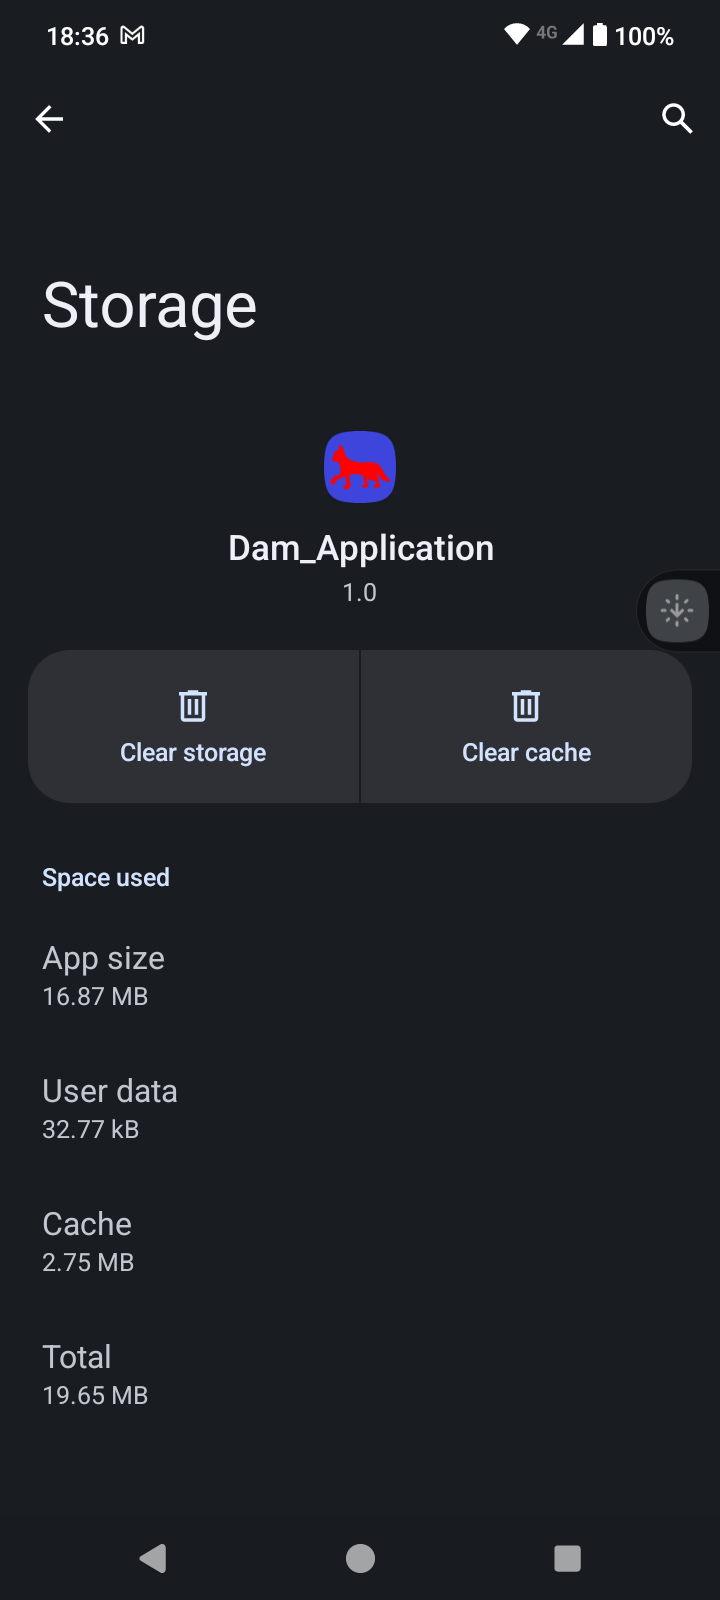 18:36 4G 100%
Storage
Dam_Application
1.0
Clear storage Clear cache
Space used
App size
16.87 MB
User data
32.77 kB
Cache
2.75 MB
Total
19.65 MB